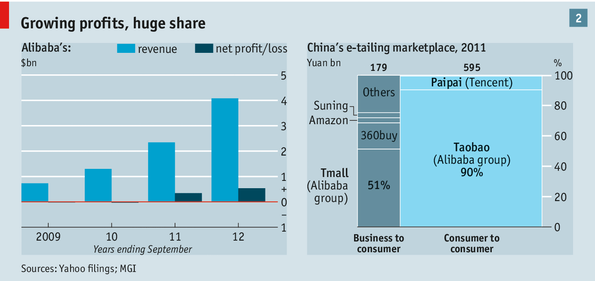 Growing profits, huge share
2
Alibaba's:
revenue
net profit/loss
$bn
5
4
3
2
1
+
0
–
1
2009
10
11
12
Years ending September
China's e-tailing marketplace, 2011
Yuan bn
179
595
%
100
80
60
40
20
0
Others
Suning
Amazon
360buy
Tmall
(Alibaba
group)
51%
Paipai (Tencent)
Taobao
(Alibaba group)
90%
Business to
consumer
Consumer to
consumer
Sources: Yahoo filings; MGI